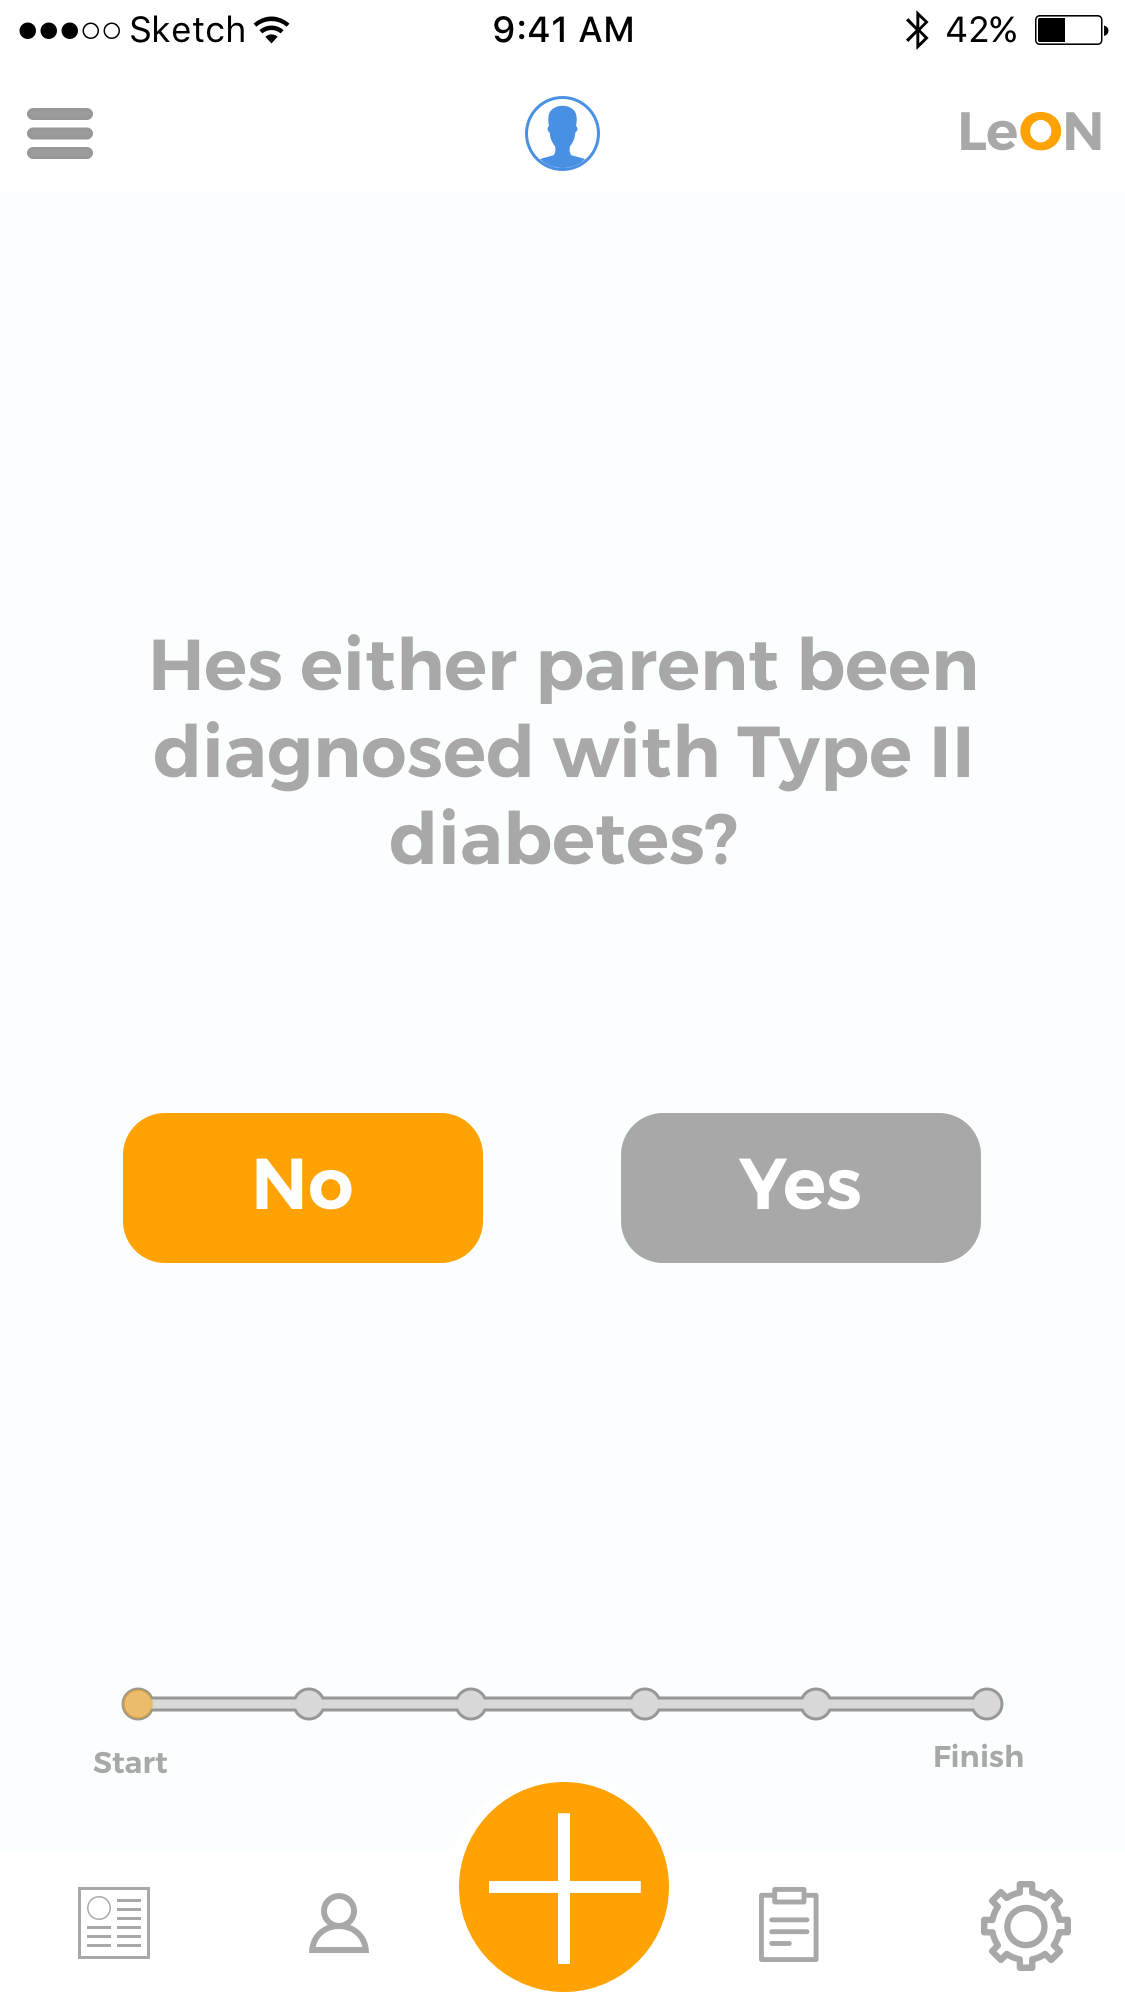 Sketch 9:41 AM 42%
LeON
Hes either parent been
diagnosed with Type II
diabetes?
No Yes
Start Finish